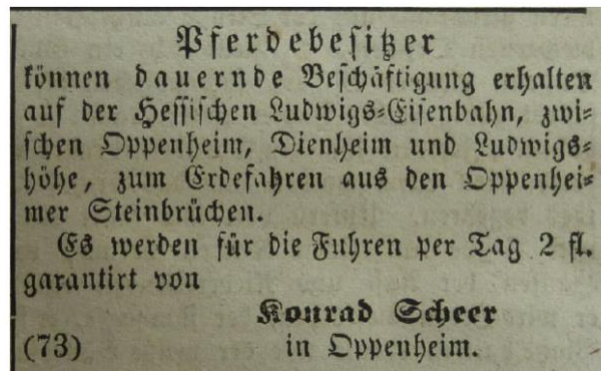 Pferdebesitzer
können dauernde Beschäftigung erhalten
auf der Hessischen Ludwigs-Eisenbahn, zwi-
schen Oppenheim, Dienheim und Ludwigs-
höhe, zum Erdefahren aus den Oppenhei-
mer Steinbrüchen.
Es werden für die Fuhren per Tag 2 fl.
garantirt von
Konrad Scheer
(73) in Oppenheim.